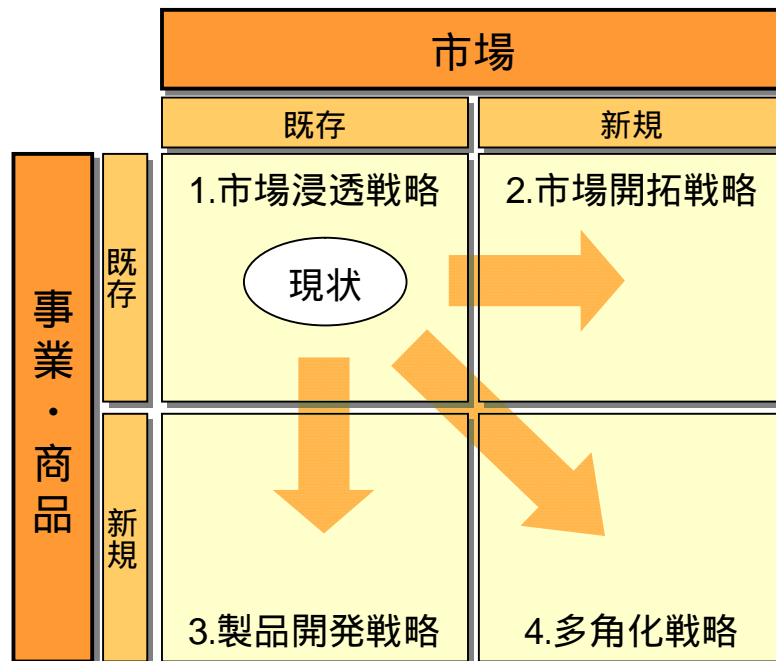 市場
既存
新規
事業・商品
既存
1.市場浸透戦略
2.市場開拓戦略
現状
新規
3.製品開発戦略
4.多角化戦略